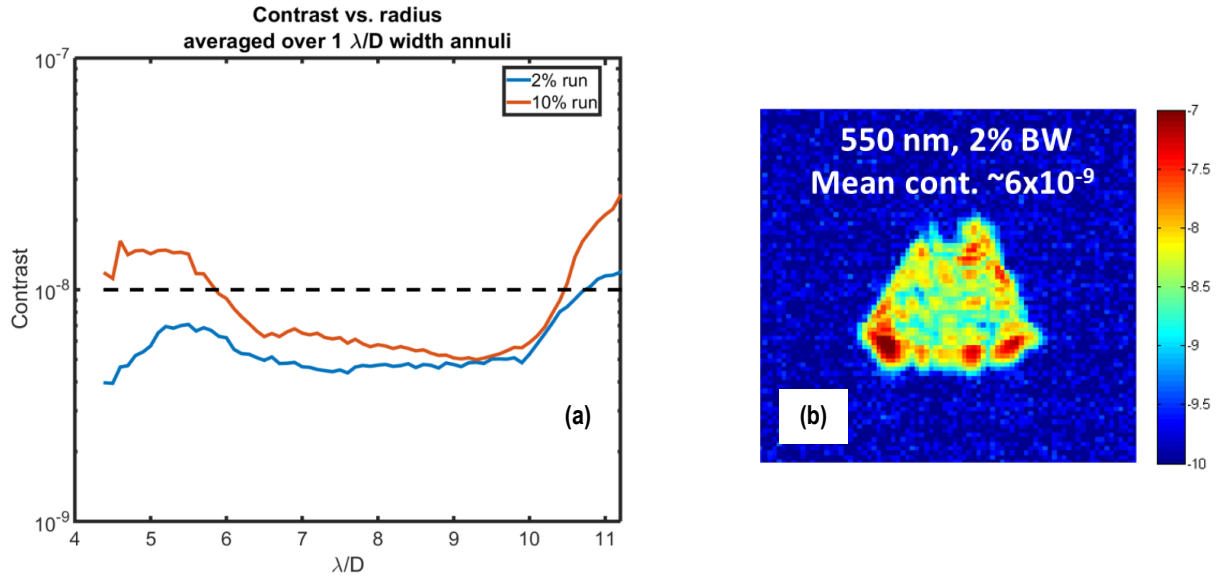 Contrast vs. radius
averaged over 1 λ/D width annuli
10⁻⁷
10⁻⁸
10⁻⁹
Contrast
2% run
10% run
(a)
4 5 6 7 8 9 10 11
λ/D
550 nm, 2% BW
Mean cont. ~6x10⁻⁹
(b)
-7
-7.5
-8
-8.5
-9
-9.5
-10